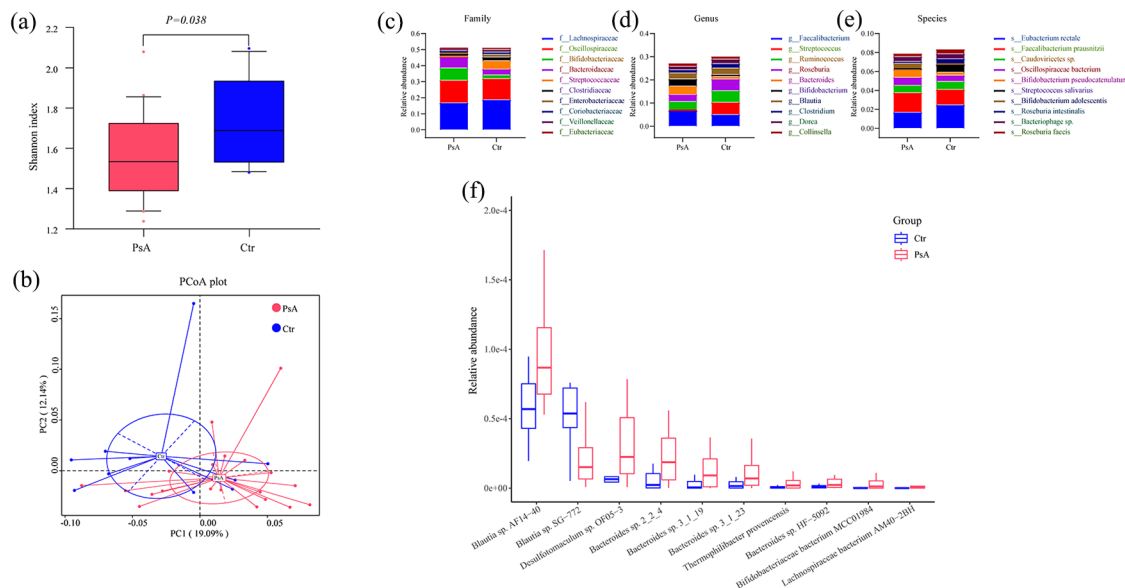 (a)
P=0.038
2.2
2.0
1.8
1.6
1.4
1.2
Shannon index
PsA
Ctr
(b)
PCoA plot
PsA
Ctr
0.15
0.10
0.05
0.00
PC2 ( 12.14% )
Ctr
PsA
-0.10
-0.05
0.00
0.05
PC1 ( 19.09% )
(c)
Family
0.6
0.5
0.4
0.3
0.2
0.1
0.0
Relative abundance
PsA
Ctr
f__Lachnospiraceae
f__Oscillospiraceae
f__Bifidobacteriaceae
f__Bacteroidaceae
f__Streptococcaceae
f__Clostridiaceae
f__Enterobacteriaceae
f__Coriobacteriaceae
f__Veillonellaceae
f__Eubacteriaceae
(d)
Genus
0.4
0.3
0.2
0.1
0.0
Relative abundance
PsA
Ctr
g__Faecalibacterium
g__Streptococcus
g__Ruminococcus
g__Roseburia
g__Bacteroides
g__Bifidobacterium
g__Blautia
g__Clostridium
g__Dorea
g__Collinsella
(e)
Species
0.10
0.08
0.06
0.04
0.02
0.00
Relative abundance
PsA
Ctr
s__Eubacterium rectale
s__Faecalibacterium prausnitzii
s__Caudoviricetes sp.
s__Oscillospiraceae bacterium
s__Bifidobacterium pseudocatenulatum
s__Streptococcus salivarius
s__Bifidobacterium adolescentis
s__Roseburia intestinalis
s__Bacteriophage sp.
s__Roseburia faecis
(f)
2.0e-4
1.5e-4
1.0e-4
0.5e-4
0e+00
Relative abundance
Group
Ctr
PsA
Blautia sp. AF14-40
Blautia sp. SG-772
Desulfotomaculum sp. OF05-3
Bacteroides sp. 2_2_4
Bacteroides sp. 3_1_19
Bacteroides sp. 3_1_23
Thermophilibacter provencensis
Bacteroides sp. HF-5092
Bifidobacteriaceae bacterium MCC01984
Lachnospiraceae bacterium AM40-2BH